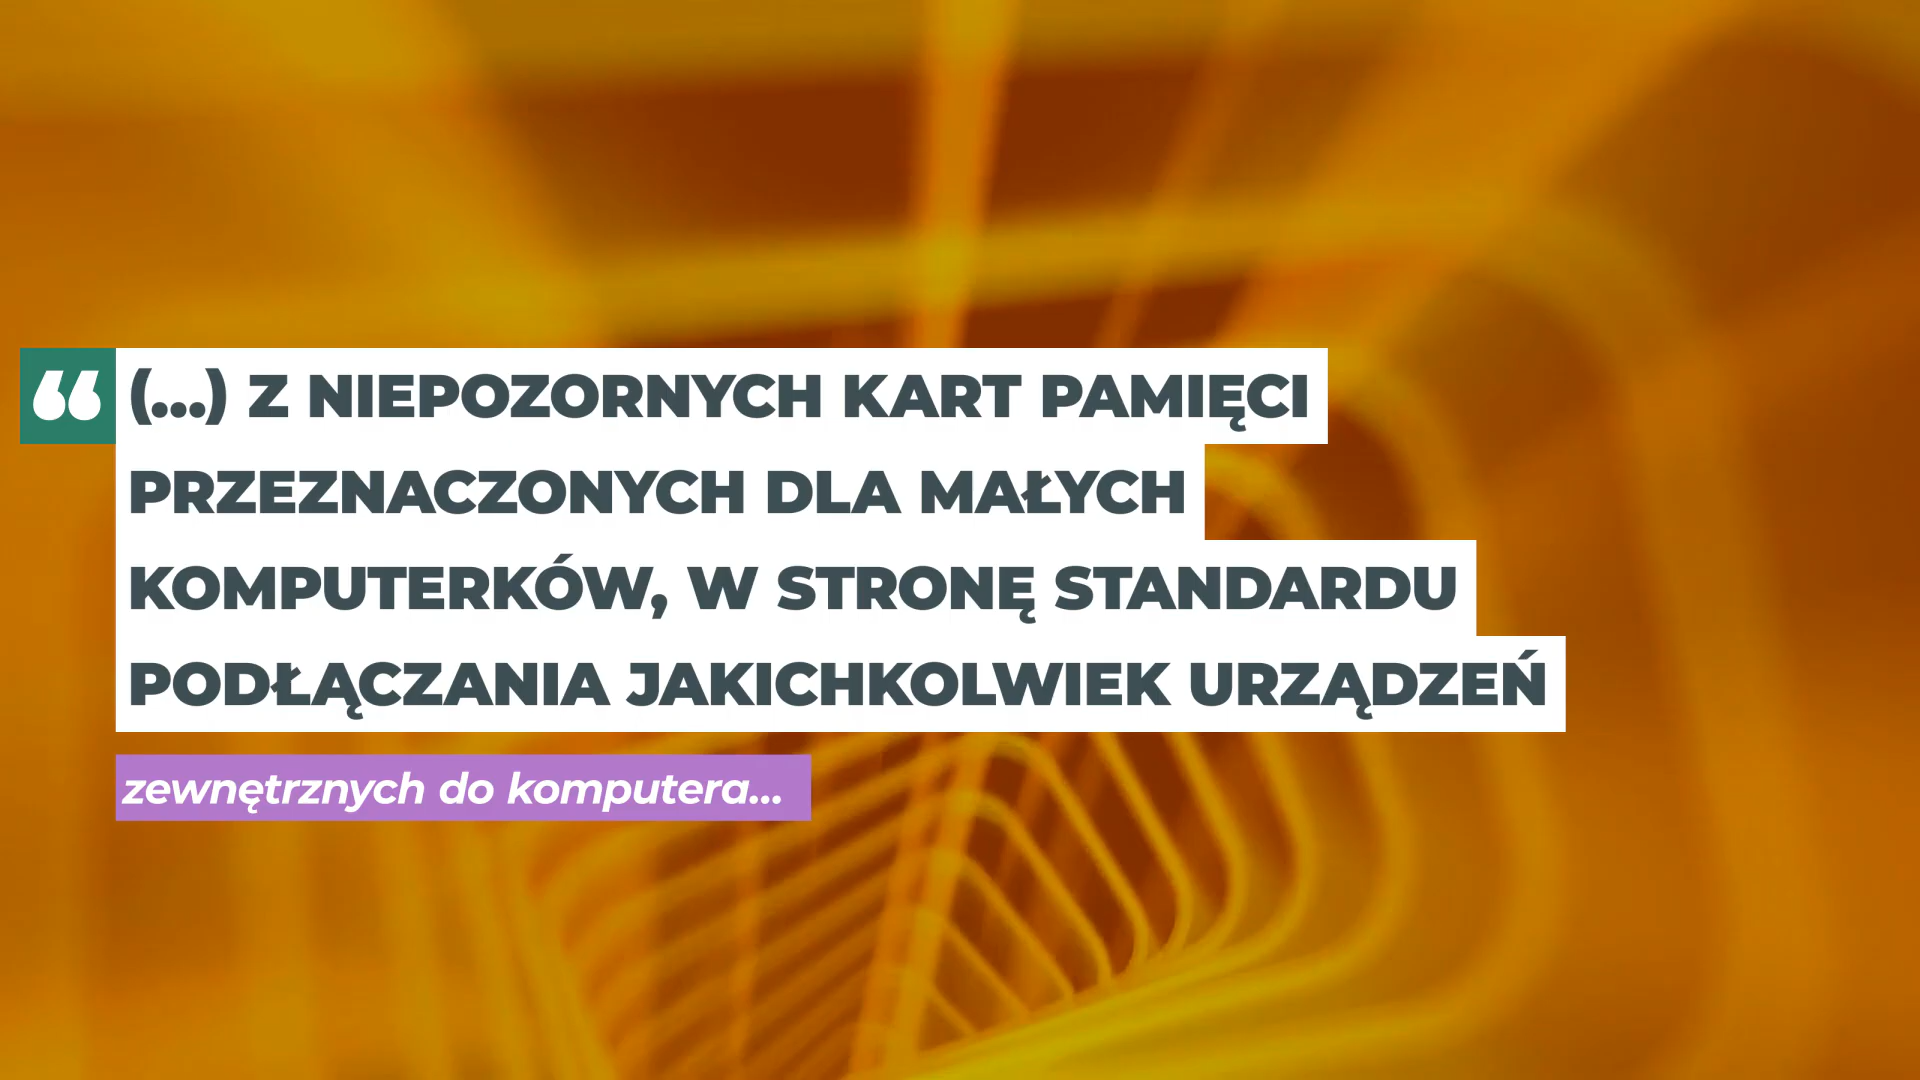 “ (...) Z NIEPOZORNYCH KART PAMIĘCI
PRZEZNACZONYCH DLA MAŁYCH
KOMPUTERKÓW, W STRONĘ STANDARDU
PODŁĄCZANIA JAKICHKOLWIEK URZĄDZEŃ
zewnętrznych do komputera...